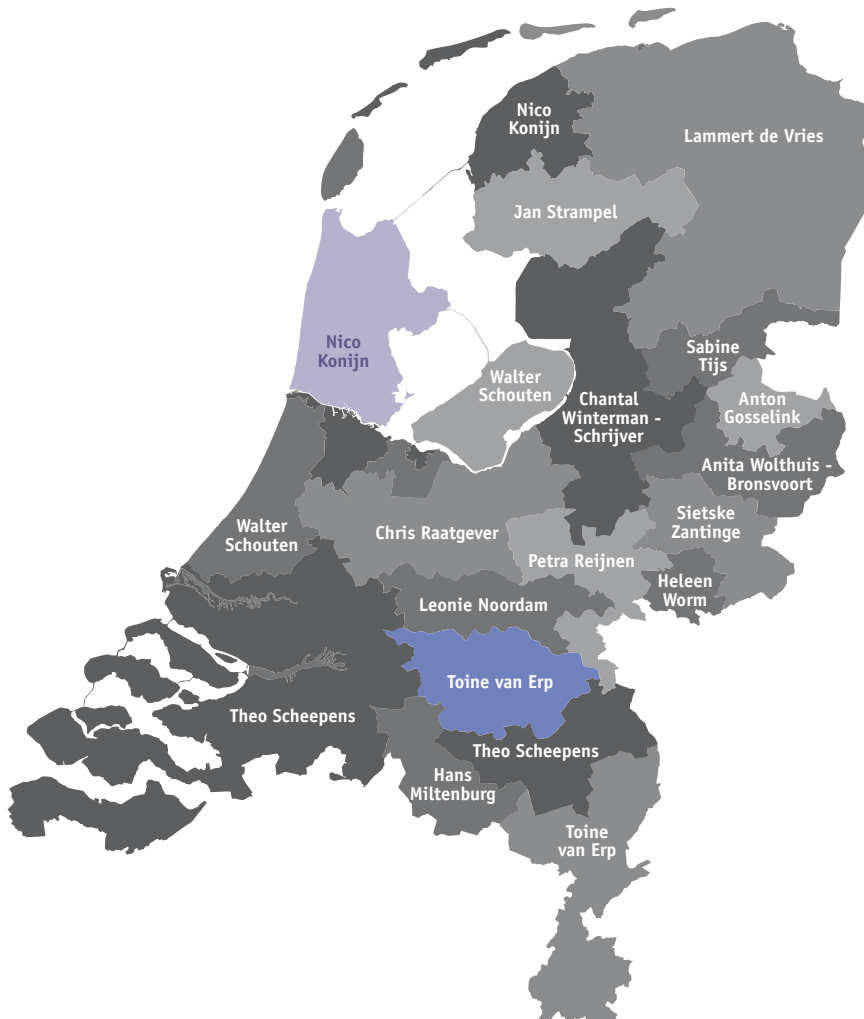 Nico
Konijn
Lammert de Vries
Jan Strampel
Nico
Konijn
Sabine
Tijs
Walter
Schouten
Chantal
Winterman -
Schrijver
Anton
Gosselink
Anita Wolthuis -
Bronsvoort
Walter
Schouten
Chris Raatgever
Sietske
Zantinge
Petra Reijnen
Heleen
Worm
Leonie Noordam
Toine van Erp
Theo Scheepens
Theo Scheepens
Hans
Miltenburg
Toine
van Erp